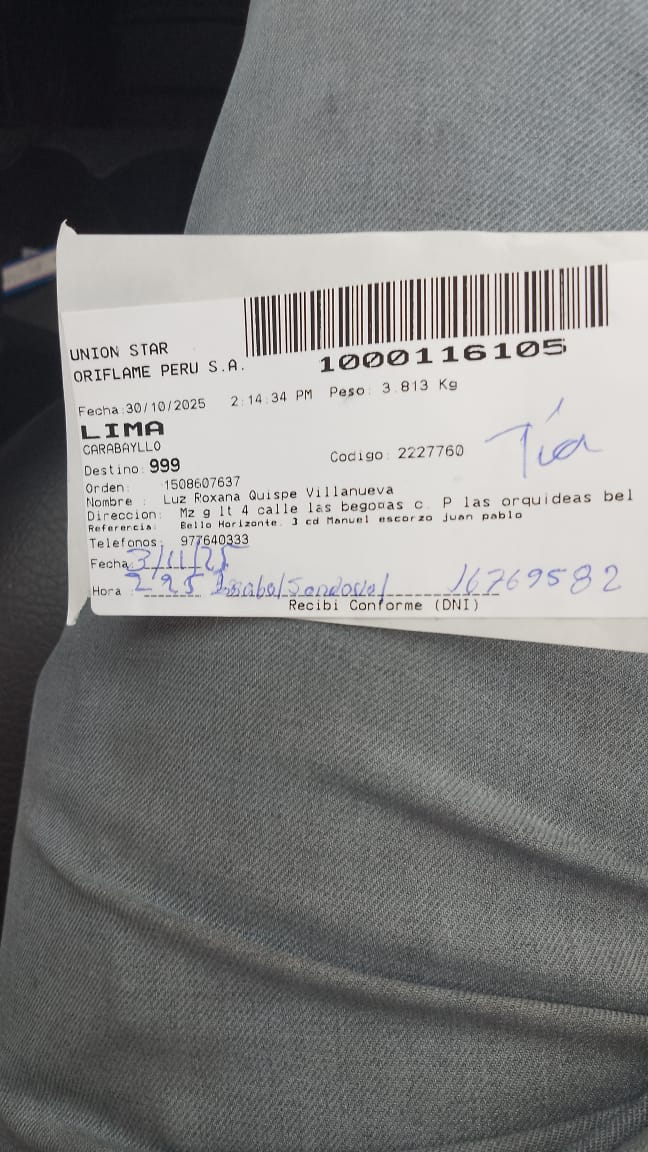 UNION STAR
ORIFLAME PERU S.A.
1000116105
Fecha:30/10/2025 2:14:34 PM Peso: 3.813 Kg
LIMA
CARABAYLLO
Destino: 999 Codigo: 2227760
Tía
Orden: 1508607637
Nombre : Luz Roxana Quispe Villanueva
Direccion: Mz g lt 4 calle las begonas c. P las orquideas bel
Referencia: Bello Horizonte. 3 cd Manuel escorzo juan pablo
Telefonos: 977640333
Fecha 3/11/25
Hora : 2 25 Issabel Sandoval 16769582
Recibi Conforme (DNI)